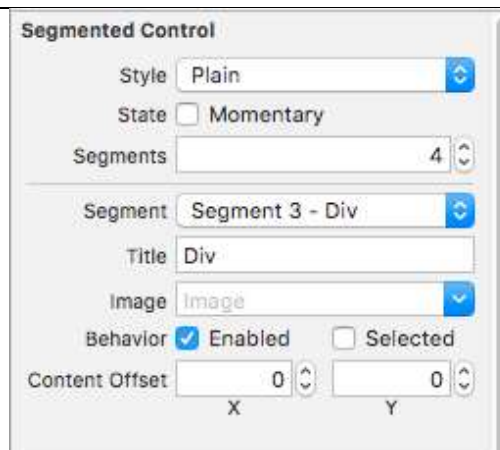 Segmented Control
Style Plain
State Momentary
Segments 4
Segment Segment 3 - Div
Title Div
Image Image
Behavior Enabled Selected
Content Offset 0 0
X Y